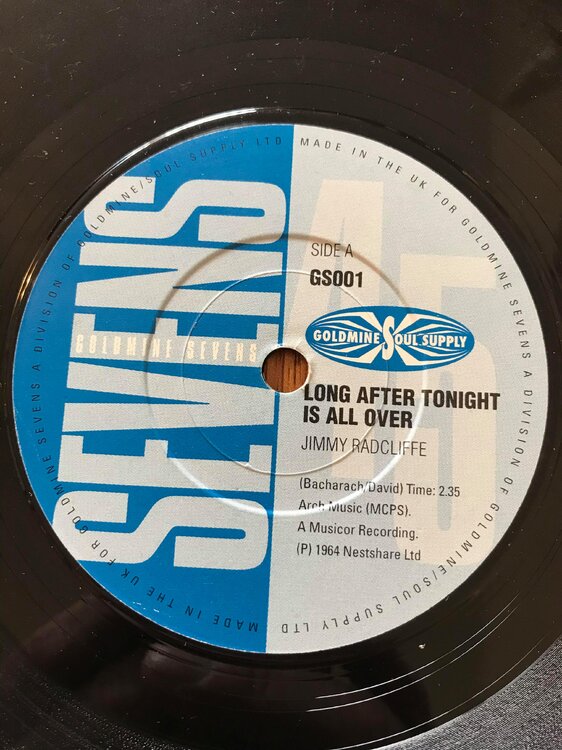 MADE IN THE UK FOR GOLDMINE SEVENS A DIVISION OF GOLDMINE/SOUL SUPPLY LTD
MADE IN THE UK FOR GOLDMINE SEVENS A DIVISION OF GOLDMINE/SOUL SUPPLY LTD
SEVENS
GOLDMINE SEVENS
45
SIDE A
GS001
GOLDMINE SOUL SUPPLY
LONG AFTER TONIGHT
IS ALL OVER
JIMMY RADCLIFFE
(Bacharach/David) Time: 2.35
Arch Music (MCPS).
A Musicor Recording.
(P) 1964 Nestshare Ltd